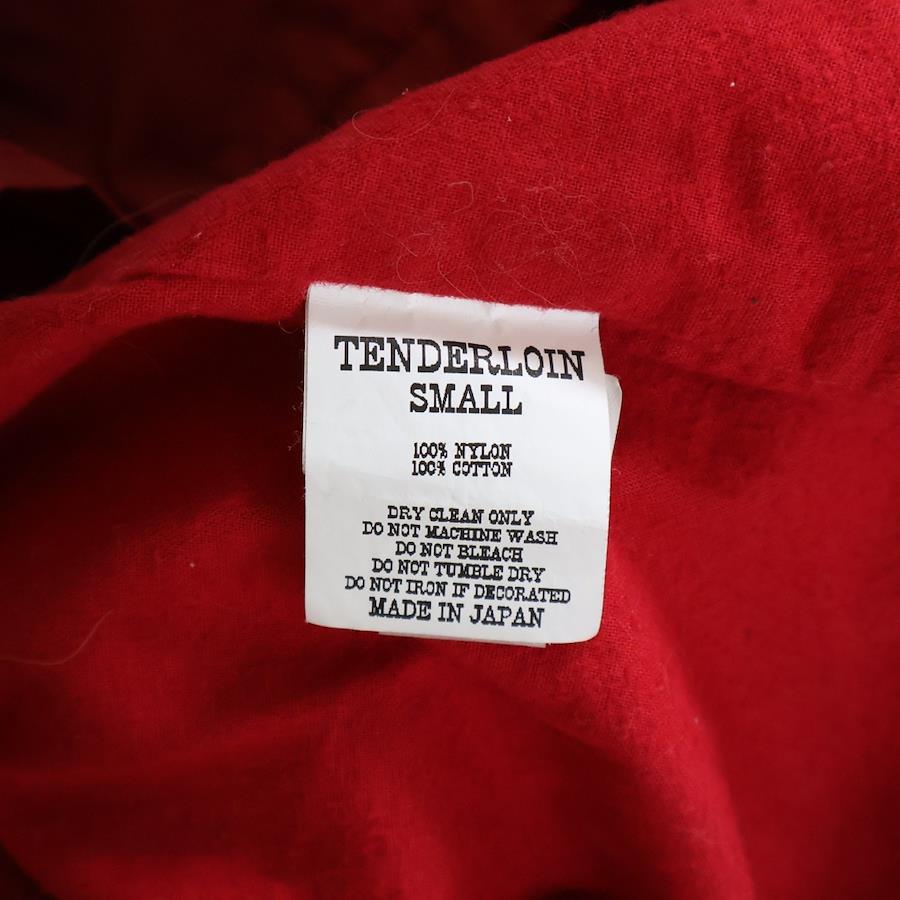 TENDERLOIN
SMALL
100% NYLON
100% COTTON
DRY CLEAN ONLY
DO NOT MACHINE WASH
DO NOT BLEACH
DO NOT TUMBLE DRY
DO NOT IRON IF DECORATED
MADE IN JAPAN